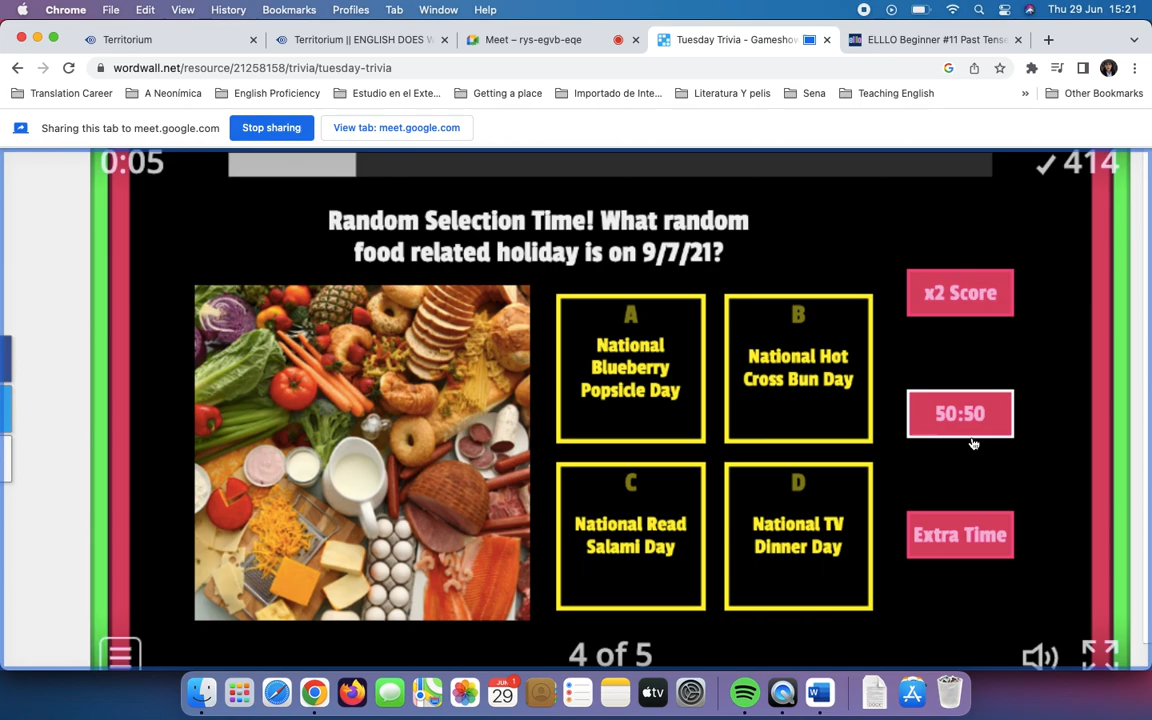 Chrome File Edit View History Bookmarks Profiles Tab Window Help Thu 29 Jun 15:21
Territorium Territorium || ENGLISH DOES W Meet – rys-egvb-eqe Tuesday Trivia - Gamesho ELLLO Beginner #11 Past Tense
wordwall.net/resource/21258158/trivia/tuesday-trivia
Translation Career A Neonímica English Proficiency Estudio en el Exte... Getting a place Importado de Inte... Literatura Y pelis Sena Teaching English » Other Bookmarks
Sharing this tab to meet.google.com Stop sharing View tab: meet.google.com
0:05 414
Random Selection Time! What random
food related holiday is on 9/7/21?
x2 Score
50:50
Extra Time
A
National
Blueberry
Popsicle Day
B
National Hot
Cross Bun Day
C
National Read
Salami Day
D
National TV
Dinner Day
4 of 5
JUN 1
29
tv